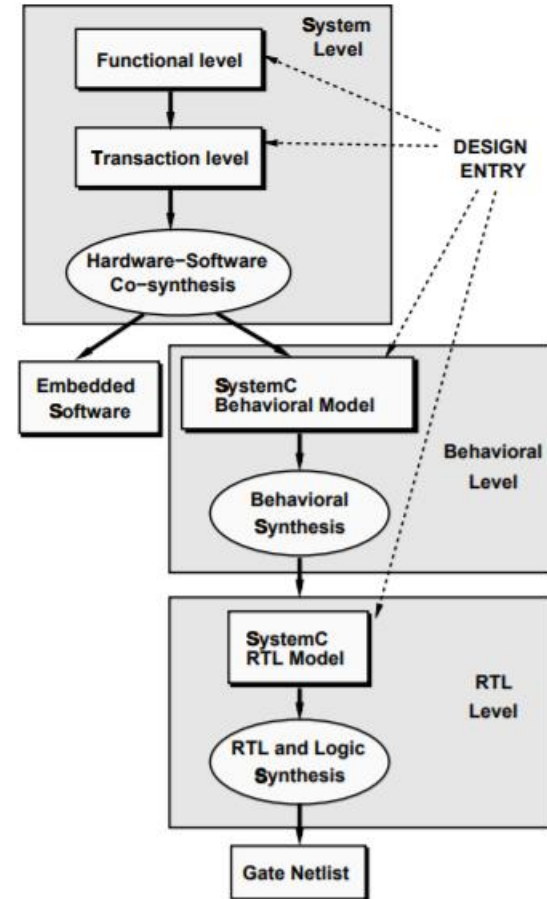 System
Level
Functional level
Transaction level
DESIGN
ENTRY
Hardware–Software
Co–synthesis
Embedded
Software
SystemC
Behavioral Model
Behavioral
Level
Behavioral
Synthesis
SystemC
RTL Model
RTL
Level
RTL and Logic
Synthesis
Gate Netlist